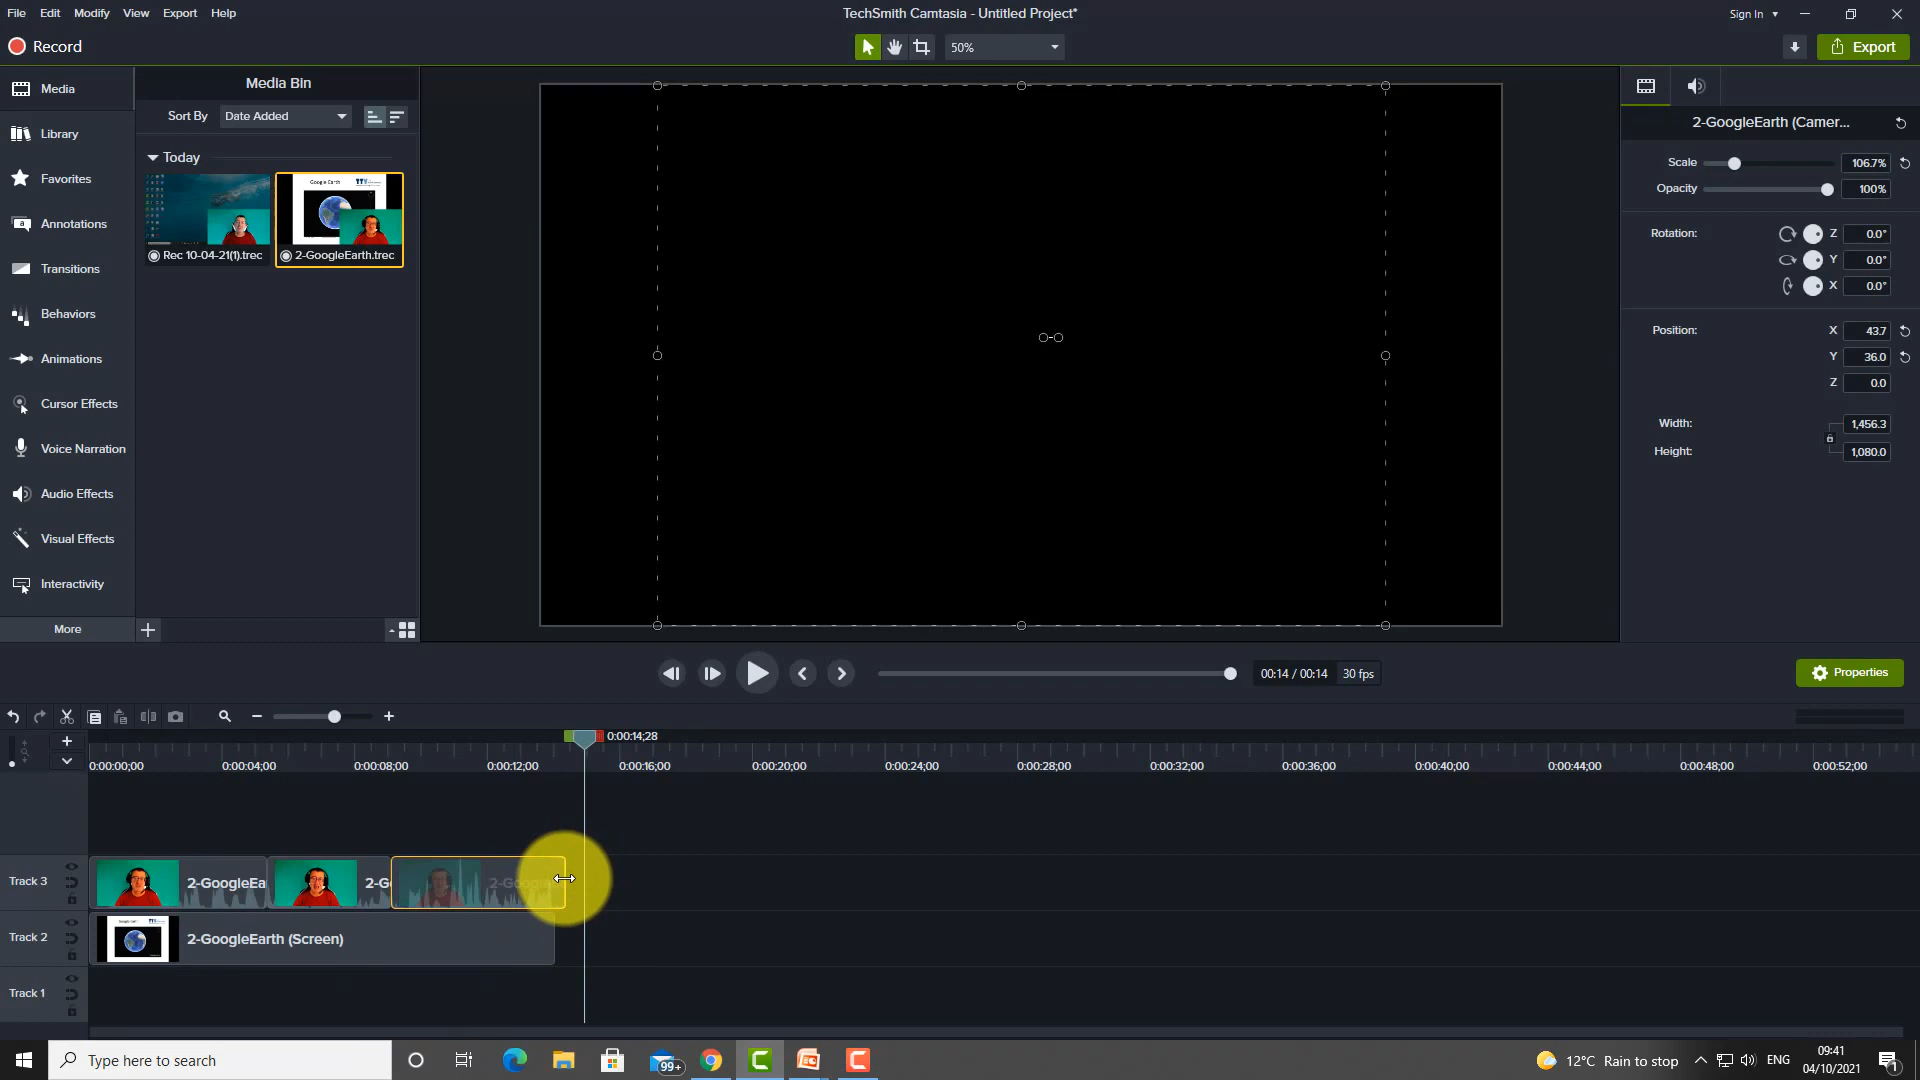 File Edit Modify View Export Help
TechSmith Camtasia - Untitled Project*
Sign In
Record
50%
Export
Media
Library
Favorites
Annotations
Transitions
Behaviors
Animations
Cursor Effects
Voice Narration
Audio Effects
Visual Effects
Interactivity
More
Media Bin
Sort By Date Added
Today
Google Earth
Rec 10-04-21(1).trec
2-GoogleEarth.trec
2-GoogleEarth (Camer...
Scale 106.7%
Opacity 100%
Rotation: Z 0.0°
Y 0.0°
X 0.0°
Position: X 43.7
Y 36.0
Z 0.0
Width: 1,456.3
Height: 1,080.0
00:14 / 00:14 30 fps
Properties
0:00:14;28
0:00:00;00 0:00:04;00 0:00:08;00 0:00:12;00 0:00:16;00 0:00:20;00 0:00:24;00 0:00:28;00 0:00:32;00 0:00:36;00 0:00:40;00 0:00:44;00 0:00:48;00 0:00:52;00
Track 3 2-GoogleEa 2-G
Track 2 2-GoogleEarth (Screen)
Track 1
Type here to search
99+
12°C Rain to stop
ENG
09:41
04/10/2021
1